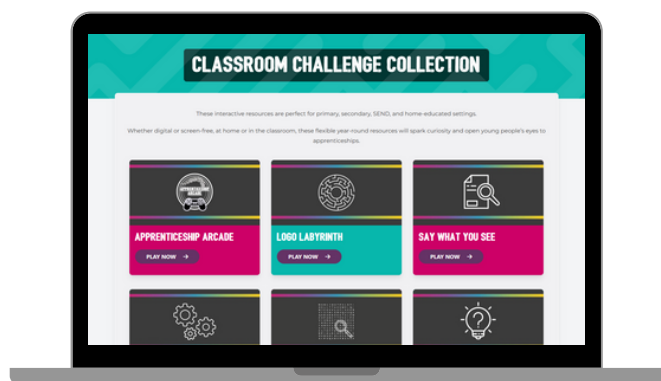 CLASSROOM CHALLENGE COLLECTION
These interactive resources are perfect for primary, secondary, SEND, and home-educated settings.
Whether digital or screen-free, at home or in the classroom, these flexible year-round resources will spark curiosity and open young people's eyes to
apprenticeships.
APPRENTICESHIP
ARCADE
APPRENTICESHIP ARCADE
PLAY NOW →
LOGO LABYRINTH
PLAY NOW →
SAY WHAT YOU SEE
PLAY NOW →